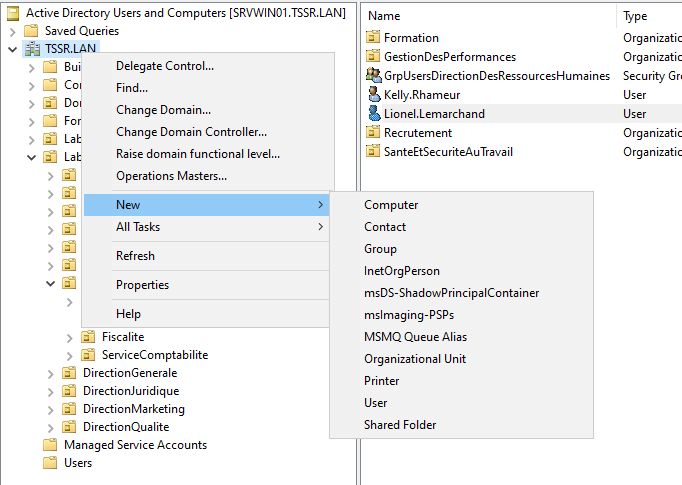 Active Directory Users and Computers [SRVWIN01.TSSR.LAN]
Saved Queries
TSSR.LAN
Bui
Co
Do
For
Lab
Lab
Fiscalite
ServiceComptabilite
DirectionGenerale
DirectionJuridique
DirectionMarketing
DirectionQualite
Managed Service Accounts
Users
Delegate Control...
Find...
Change Domain...
Change Domain Controller...
Raise domain functional level...
Operations Masters...
New
All Tasks
Refresh
Properties
Help
Computer
Contact
Group
InetOrgPerson
msDS-ShadowPrincipalContainer
msImaging-PSPs
MSMQ Queue Alias
Organizational Unit
Printer
User
Shared Folder
Name Type
Formation Organizatio
GestionDesPerformances Organizatio
GrpUsersDirectionDesRessourcesHumaines Security Gro
Kelly.Rhameur User
Lionel.Lemarchand User
Recrutement Organizatio
SanteEtSecuriteAuTravail Organizatio